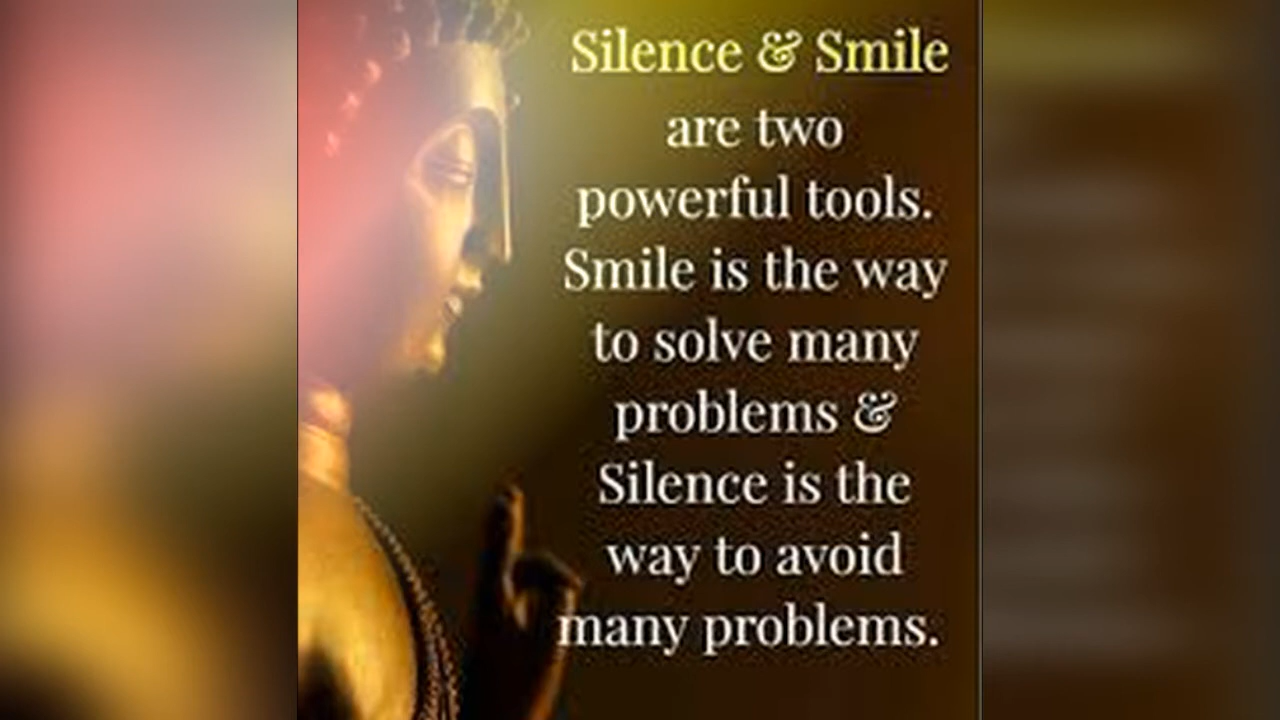 Silence & Smile
are two
powerful tools.
Smile is the way
to solve many
problems &
Silence is the
way to avoid
many problems.